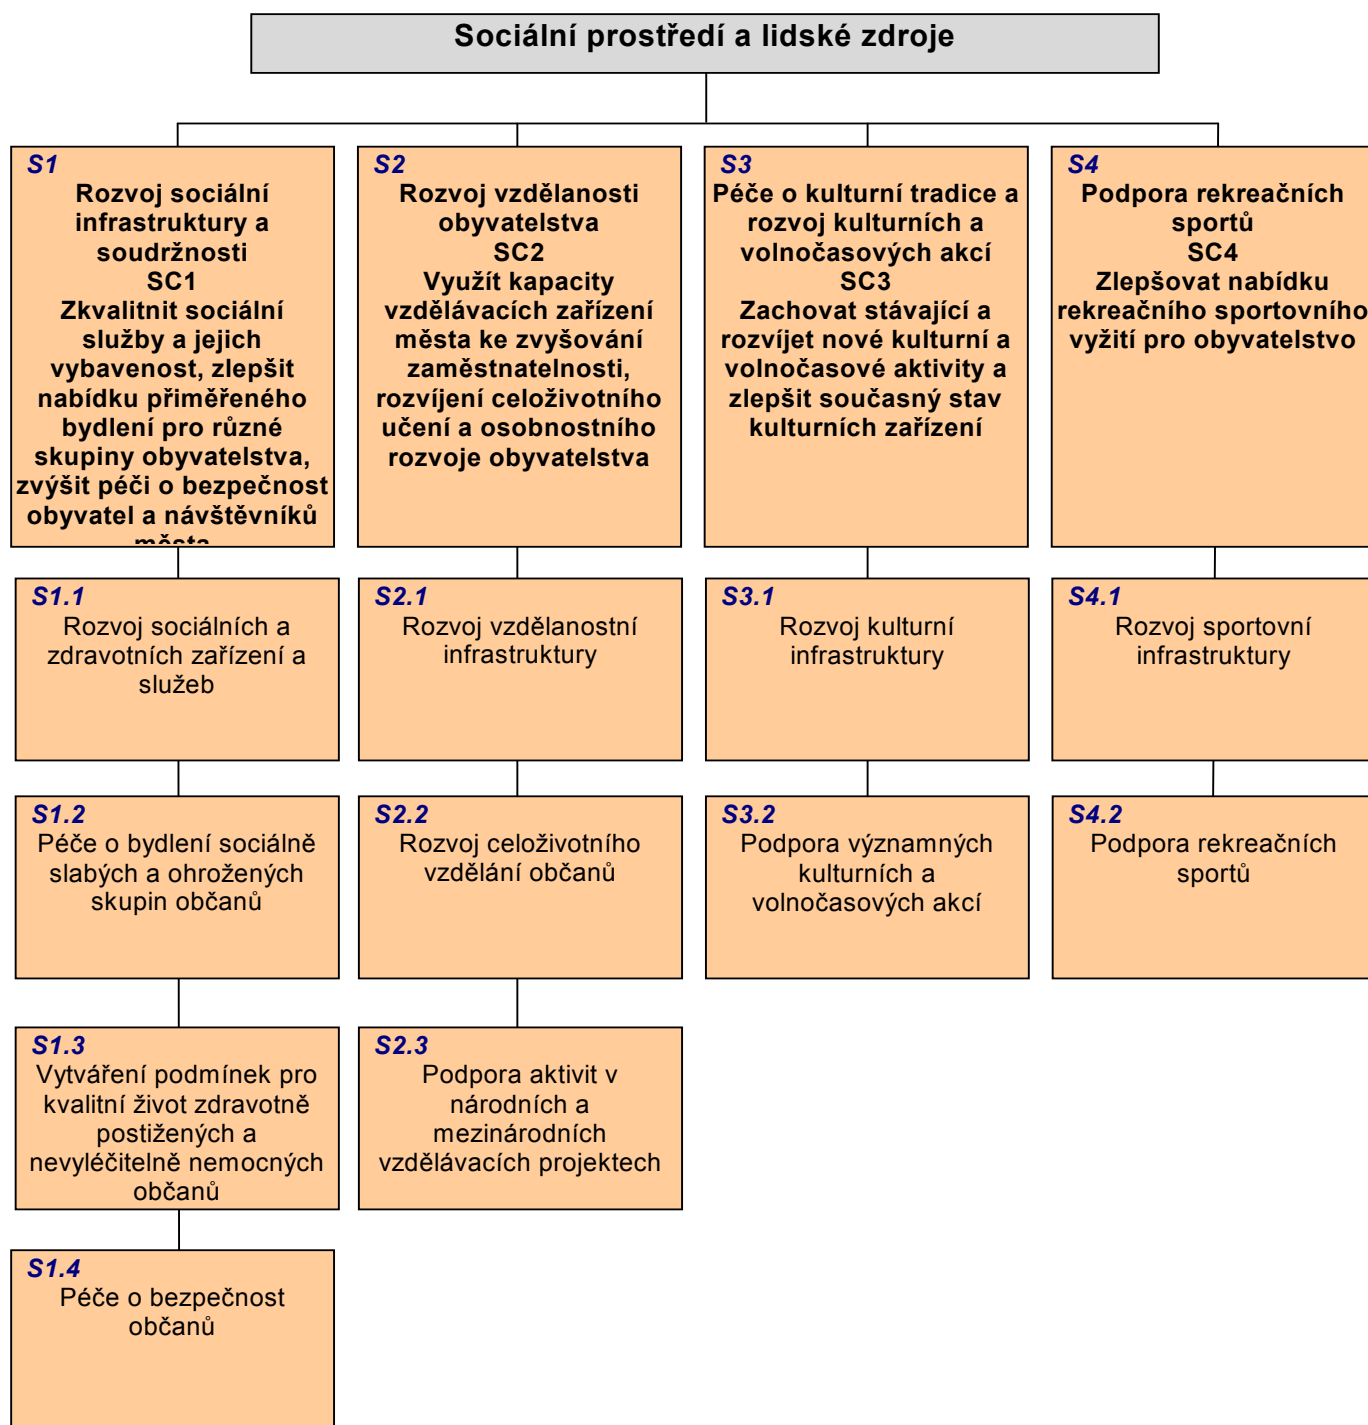 Sociální prostředí a lidské zdroje
S1
Rozvoj sociální
infrastruktury a
soudržnosti
SC1
Zkvalitnit sociální
služby a jejich
vybavenost, zlepšit
nabídku přiměřeného
bydlení pro různé
skupiny obyvatelstva,
zvýšit péči o bezpečnost
obyvatel a návštěvníků
města
S2
Rozvoj vzdělanosti
obyvatelstva
SC2
Využít kapacity
vzdělávacích zařízení
města ke zvyšování
zaměstnatelnosti,
rozvíjení celoživotního
učení a osobnostního
rozvoje obyvatelstva
S3
Péče o kulturní tradice a
rozvoj kulturních a
volnočasových akcí
SC3
Zachovat stávající a
rozvíjet nové kulturní a
volnočasové aktivity a
zlepšit současný stav
kulturních zařízení
S4
Podpora rekreačních
sportů
SC4
Zlepšovat nabídku
rekreačního sportovního
vyžití pro obyvatelstvo
S1.1
Rozvoj sociálních a
zdravotních zařízení a
služeb
S2.1
Rozvoj vzdělanostní
infrastruktury
S3.1
Rozvoj kulturní
infrastruktury
S4.1
Rozvoj sportovní
infrastruktury
S1.2
Péče o bydlení sociálně
slabých a ohrožených
skupin občanů
S2.2
Rozvoj celoživotního
vzdělání občanů
S3.2
Podpora významných
kulturních a
volnočasových akcí
S4.2
Podpora rekreačních
sportů
S1.3
Vytváření podmínek pro
kvalitní život zdravotně
postižených a
nevyléčitelně nemocných
občanů
S2.3
Podpora aktivit v
národních a
mezinárodních
vzdělávacích projektech
S1.4
Péče o bezpečnost
občanů